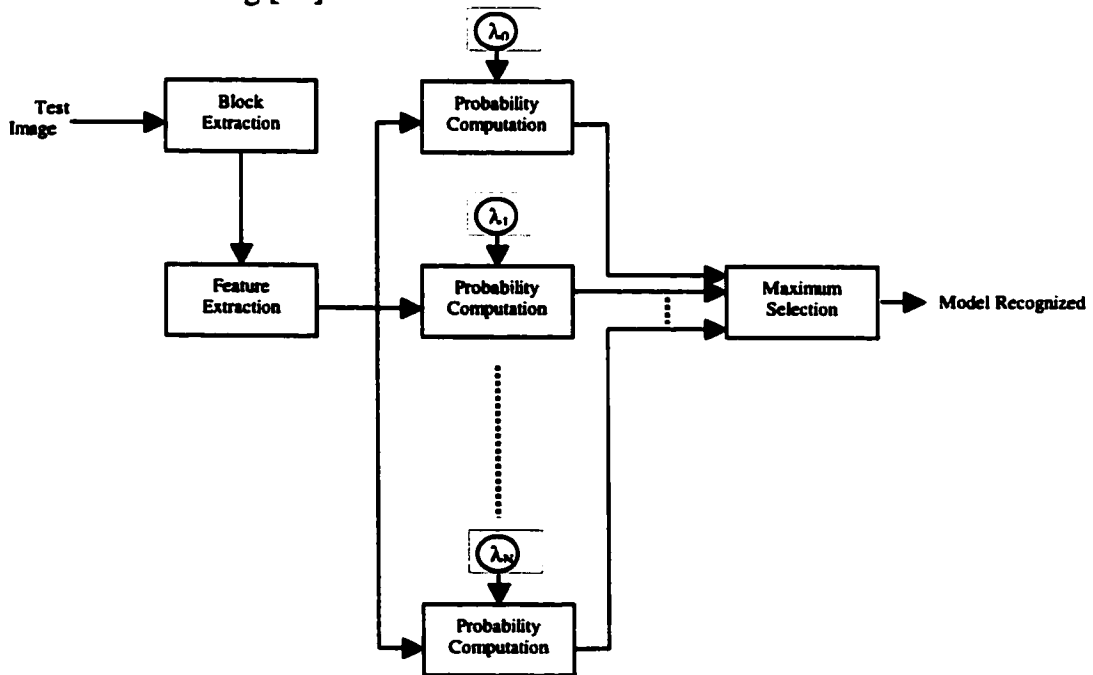 λ₀
Test
Image
Block
Extraction
Probability
Computation
λ₁
Feature
Extraction
Probability
Computation
Maximum
Selection
Model Recognized
λN
Probability
Computation